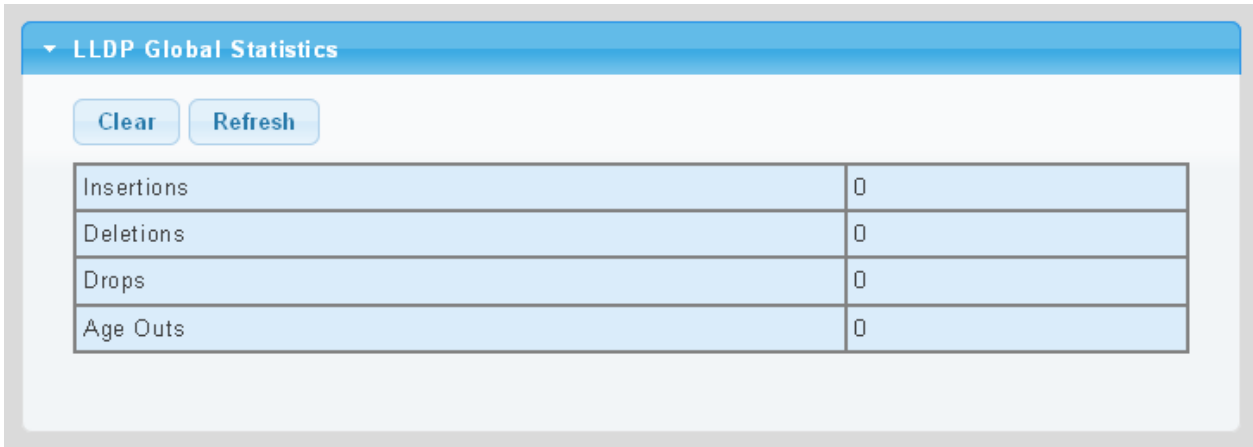 LLDP Global Statistics
Clear Refresh
Insertions 0
Deletions 0
Drops 0
Age Outs 0